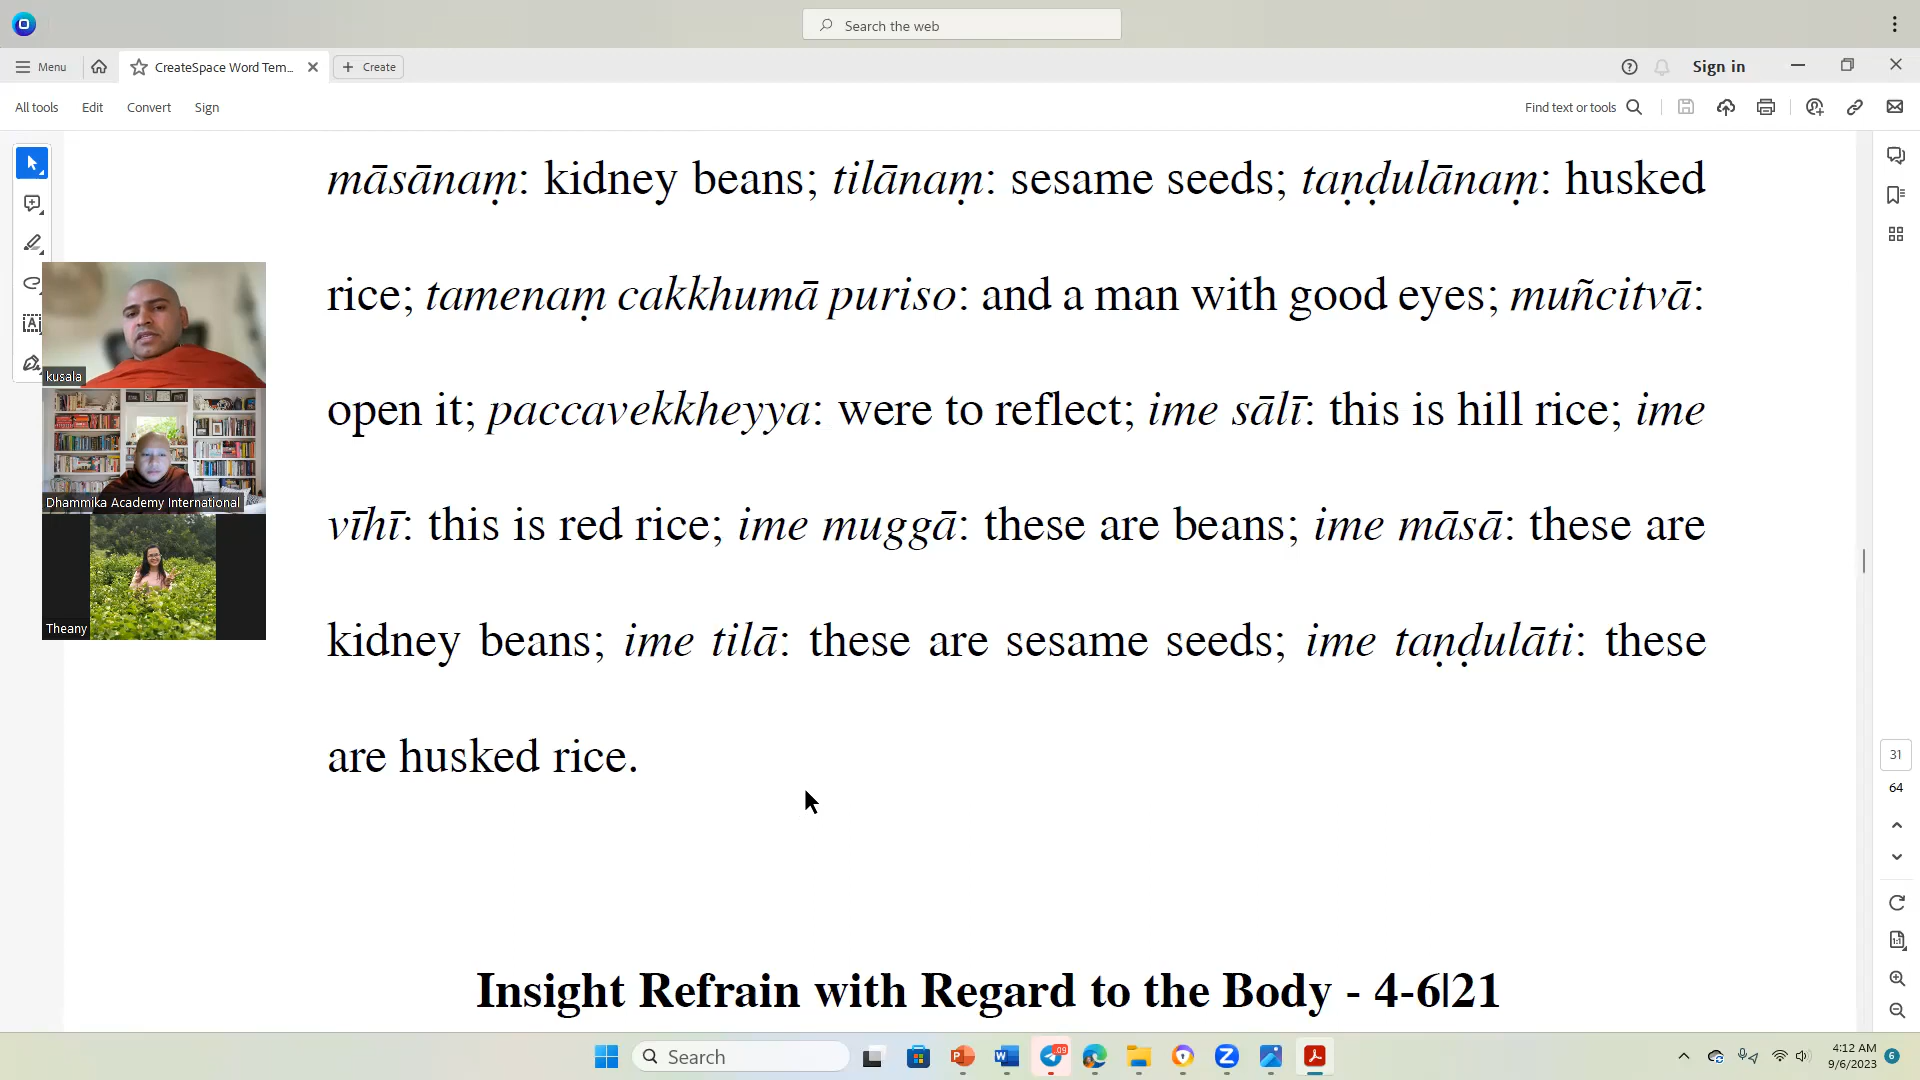 Search the web
Menu
CreateSpace Word Tem...
Create
Sign in
All tools
Edit
Convert
Sign
Find text or tools
māsānaṃ: kidney beans; tilānaṃ: sesame seeds; taṇḍulānaṃ: husked
rice; tamenaṃ cakkhumā puriso: and a man with good eyes; muñcitvā:
open it; paccavekkheyya: were to reflect; ime sālī: this is hill rice; ime
vīhī: this is red rice; ime muggā: these are beans; ime māsā: these are
kidney beans; ime tilā: these are sesame seeds; ime taṇḍulāti: these
are husked rice.
Insight Refrain with Regard to the Body - 4-6|21
kusala
Dhammika Academy International
Theany
31
64
Search
09
4:12 AM
9/6/2023
6